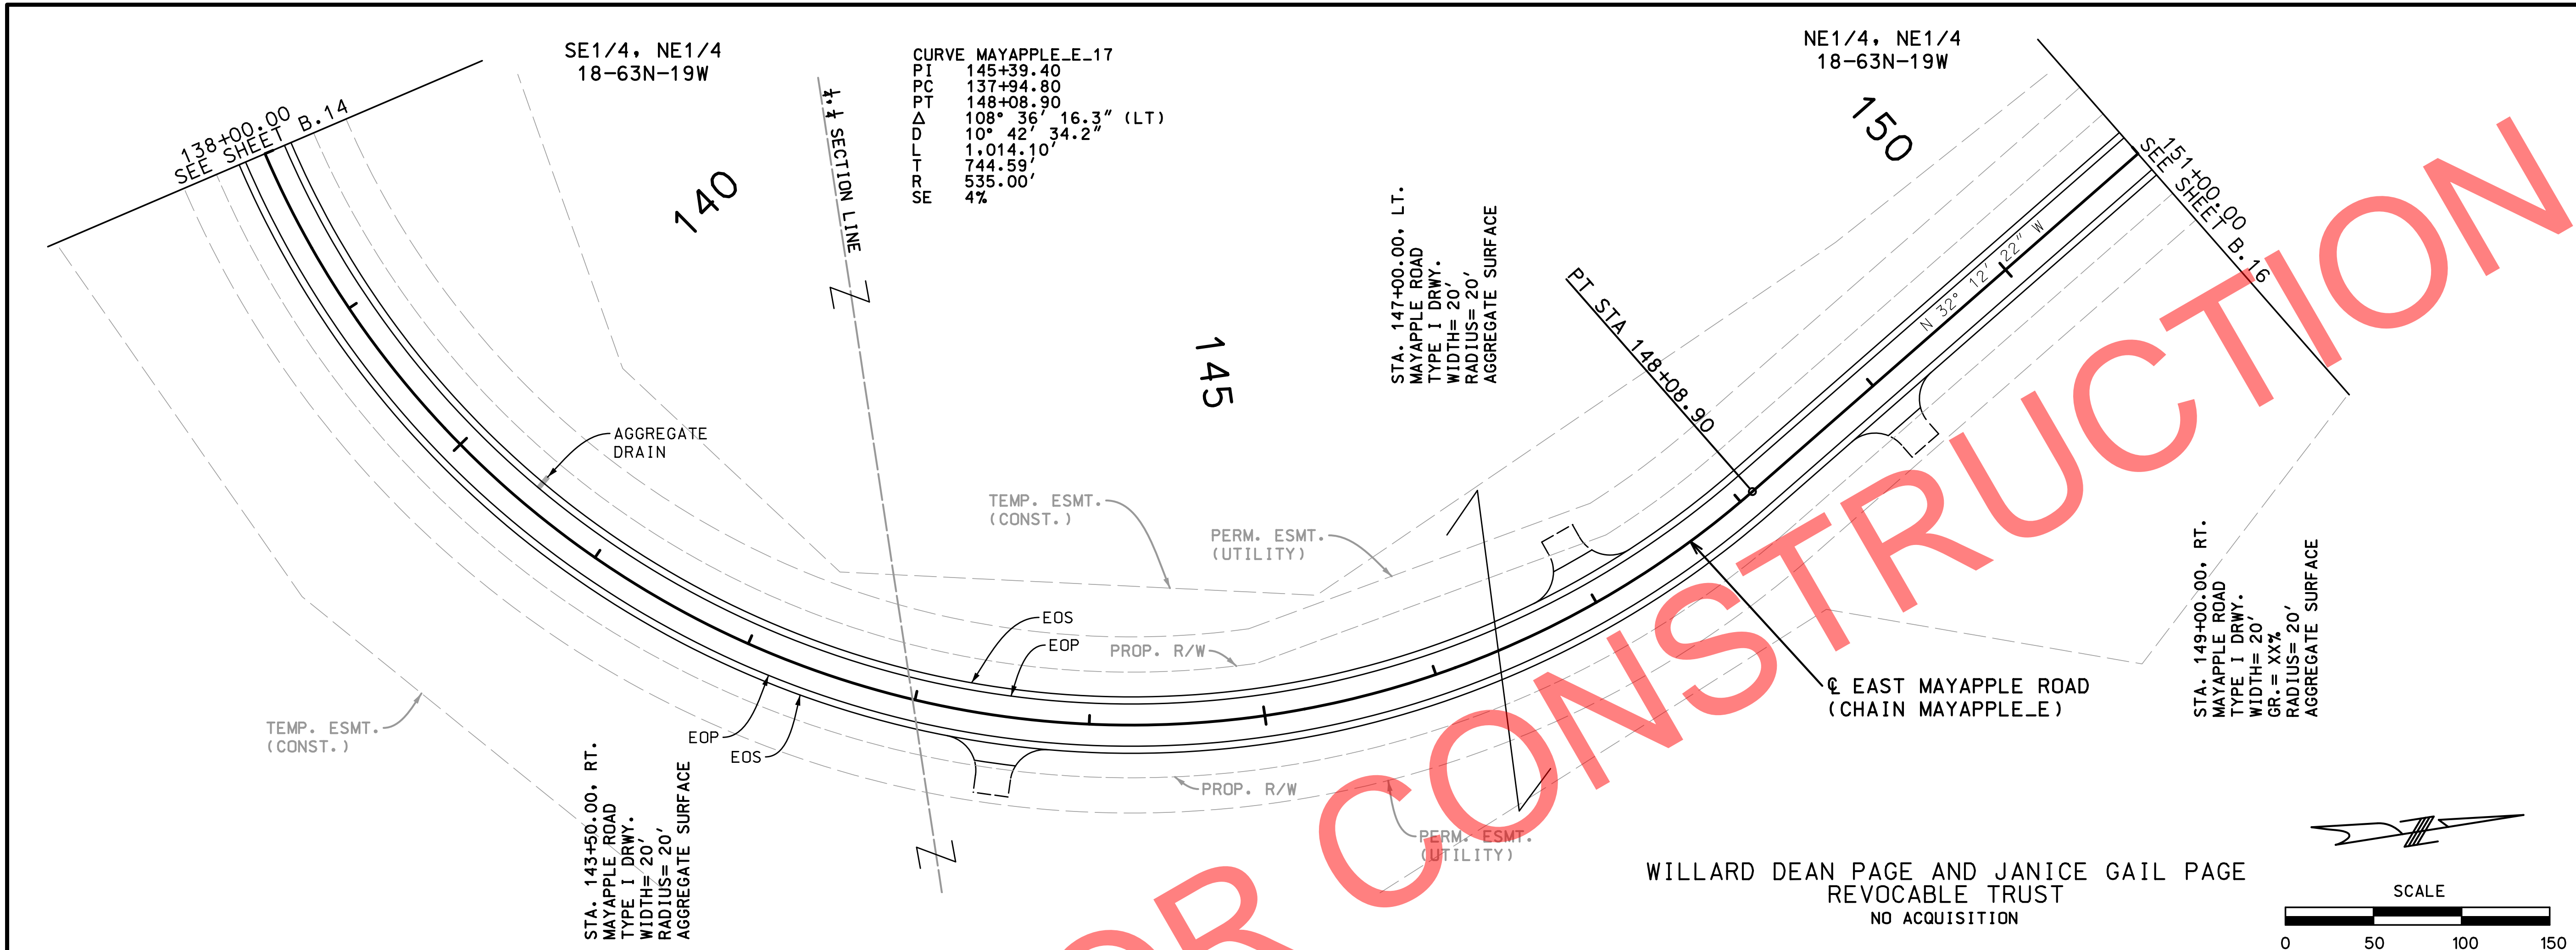 SE1/4, NE1/4
18-63N-19W
CURVE MAYAPPLE_E_17
PI 145+39.40
PC 137+94.80
PT 148+08.90
Δ 108° 36' 16.3" (LT)
D 10° 42' 34.2"
L 1,014.10'
T 744.59'
R 535.00'
SE 4%
NE1/4, NE1/4
18-63N-19W
138+00.00
SEE SHEET B.14
140
¼,¼ SECTION LINE
145
150
151+00.00
SEE SHEET B.16
N 32° 12' 22" W
STA. 147+00.00, LT.
MAYAPPLE ROAD
TYPE I DRWY.
WIDTH= 20'
RADIUS= 20'
AGGREGATE SURFACE
PT STA 148+08.90
AGGREGATE
DRAIN
TEMP. ESMT.
(CONST.)
PERM. ESMT.
(UTILITY)
EOS
EOP
PROP. R/W
TEMP. ESMT.
(CONST.)
EOP
EOS
PROP. R/W
PERM. ESMT.
(UTILITY)
℄ EAST MAYAPPLE ROAD
(CHAIN MAYAPPLE_E)
STA. 143+50.00, RT.
MAYAPPLE ROAD
TYPE I DRWY.
WIDTH= 20'
RADIUS= 20'
AGGREGATE SURFACE
STA. 149+00.00, RT.
MAYAPPLE ROAD
TYPE I DRWY.
WIDTH= 20'
GR.= XX%
RADIUS= 20'
AGGREGATE SURFACE
WILLARD DEAN PAGE AND JANICE GAIL PAGE
REVOCABLE TRUST
NO ACQUISITION
SCALE
0 50 100 150
OR CONSTRUCTION